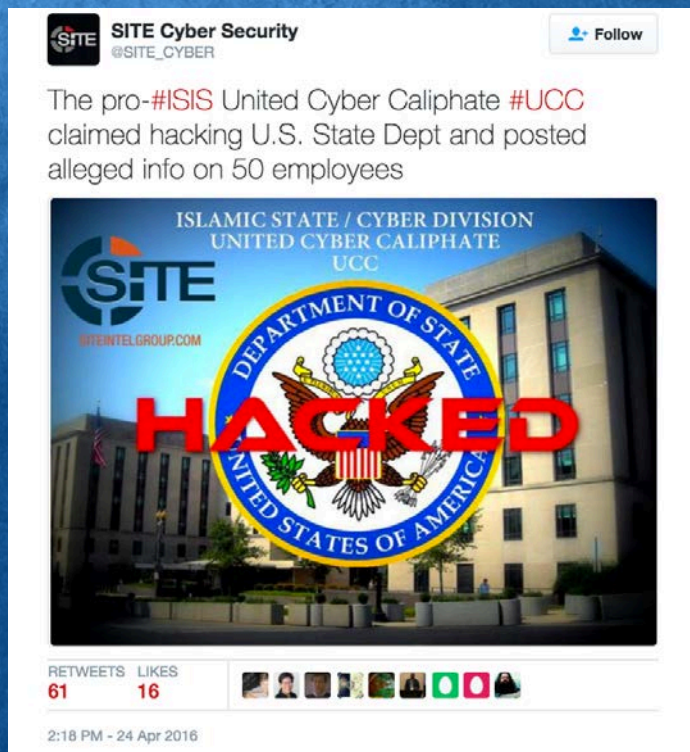 SITE
SITE Cyber Security
@SITE_CYBER
Follow
The pro-#ISIS United Cyber Caliphate #UCC
claimed hacking U.S. State Dept and posted
alleged info on 50 employees
ISLAMIC STATE / CYBER DIVISION
UNITED CYBER CALIPHATE
UCC
SITE
SITEINTELGROUP.COM
DEPARTMENT OF STATE
HACKED
UNITED STATES OF AMERICA
RETWEETS LIKES
61 16
2:18 PM - 24 Apr 2016